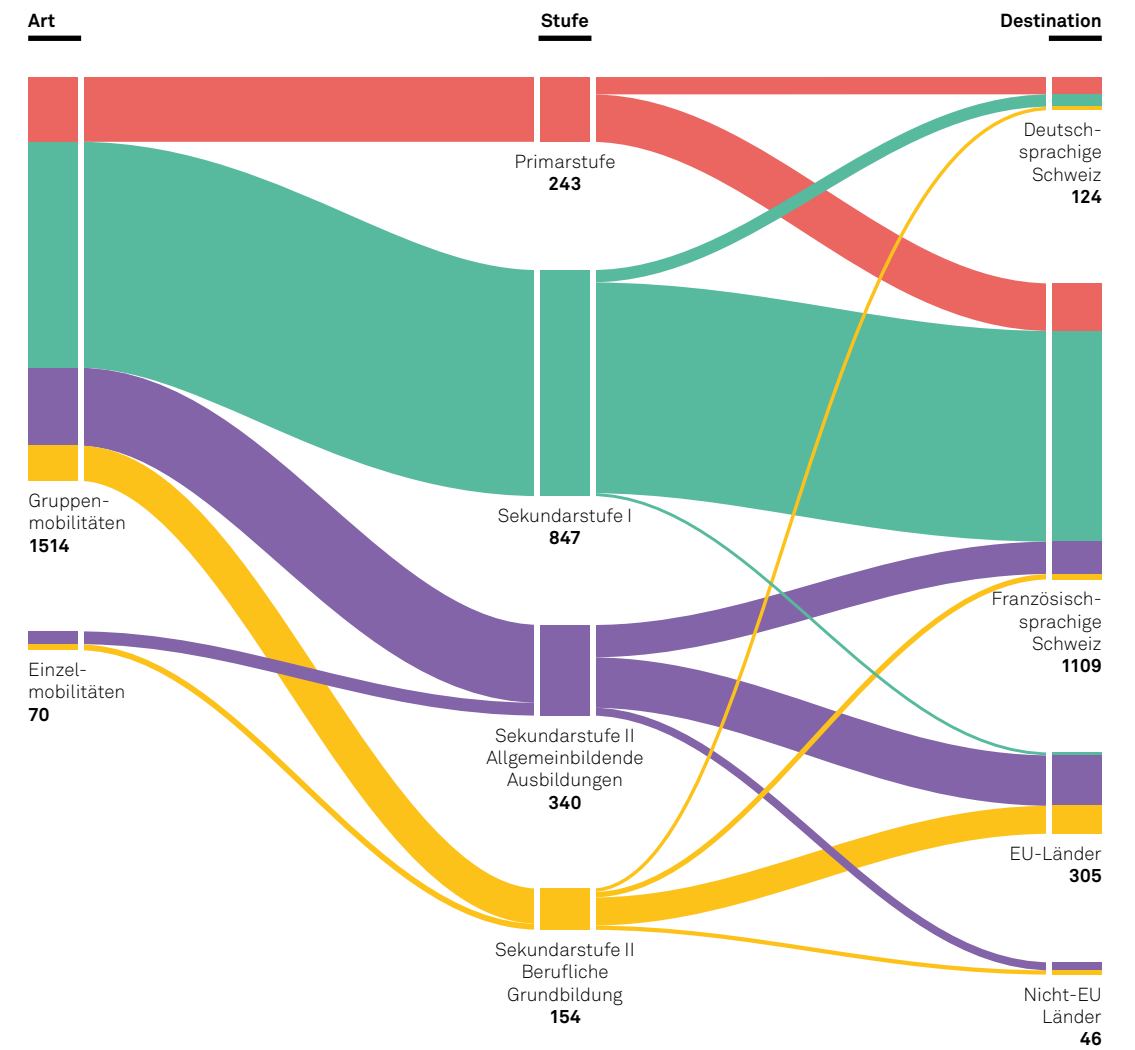 Art
Stufe
Destination
Gruppen-
mobilitäten
1514
Einzel-
mobilitäten
70
Primarstufe
243
Sekundarstufe I
847
Sekundarstufe II
Allgemeinbildende
Ausbildungen
340
Sekundarstufe II
Berufliche
Grundbildung
154
Deutsch-
sprachige
Schweiz
124
Französisch-
sprachige
Schweiz
1109
EU-Länder
305
Nicht-EU
Länder
46